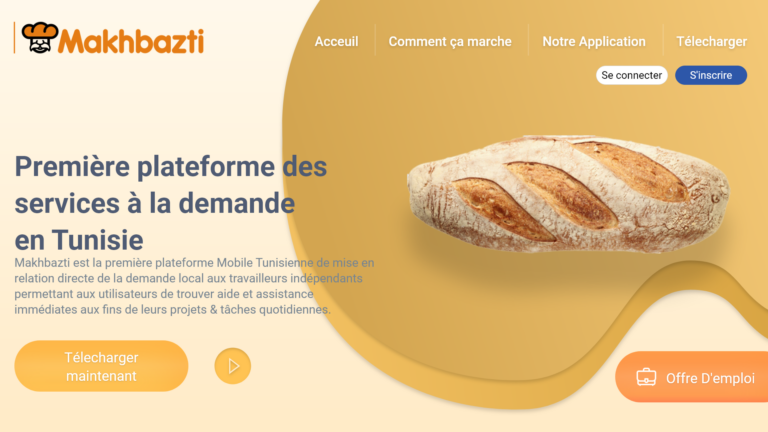 Makhbazti
Acceuil
Comment ça marche
Notre Application
Télecharger
Se connecter
S'inscrire
Première plateforme des
services à la demande
en Tunisie
Makhbazti est la première plateforme Mobile Tunisienne de mise en
relation directe de la demande local aux travailleurs indépendants
permettant aux utilisateurs de trouver aide et assistance
immédiates aux fins de leurs projets & tâches quotidiennes.
Télecharger
maintenant
Offre D'emploi